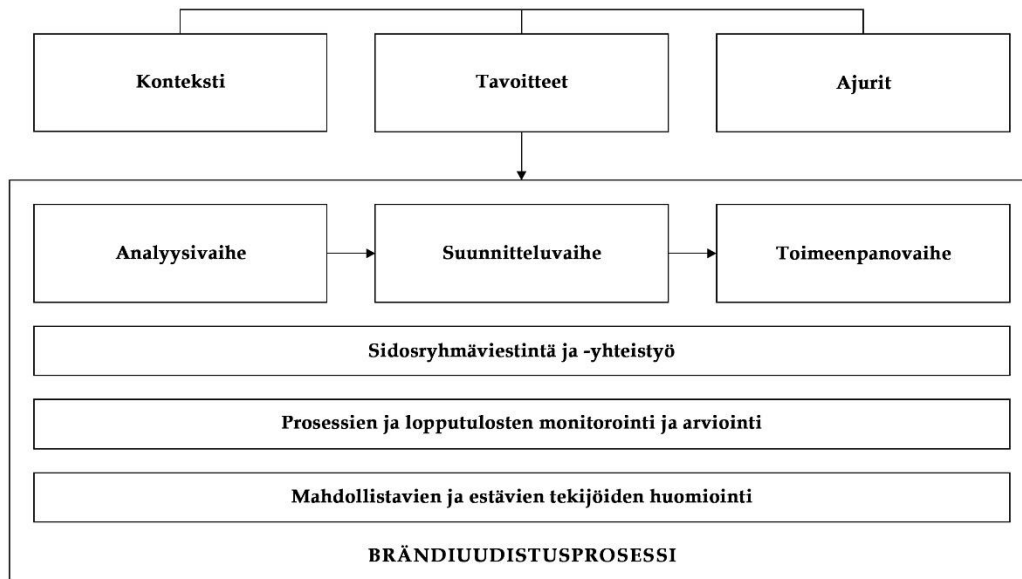 Konteksti
Tavoitteet
Ajurit
Analyysivaihe
Suunnitteluvaihe
Toimeenpanovaihe
Sidosryhmäviestintä ja -yhteistyö
Prosessien ja lopputulosten monitorointi ja arviointi
Mahdollistavien ja estävien tekijöiden huomiointi
BRÄNDIUUDISTUSPROSESSI